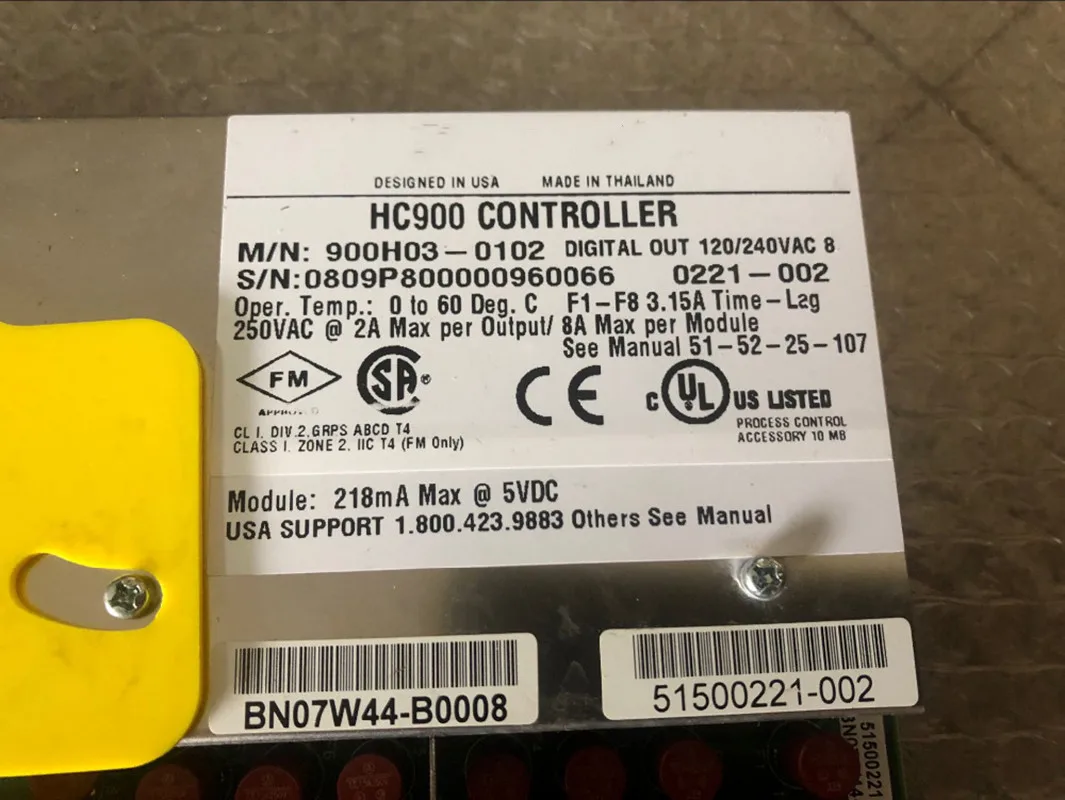 DESIGNED IN USA MADE IN THAILAND
HC900 CONTROLLER
M/N: 900H03-0102 DIGITAL OUT 120/240VAC 8
S/N:0809P800000960066 0221-002
Oper. Temp.: 0 to 60 Deg. C F1-F8 3.15A Time-Lag
250VAC @ 2A Max per Output/ 8A Max per Module
See Manual 51-52-25-107
FM
SA ®
CE
c UL US LISTED
PROCESS CONTROL
ACCESSORY 10 MB
CL I, DIV.2,GRPS ABCD T4
CLASS I, ZONE 2, IIC T4 (FM Only)
Module: 218mA Max @ 5VDC
USA SUPPORT 1.800.423.9883 Others See Manual
BN07W44-B0008
51500221-002
51500221